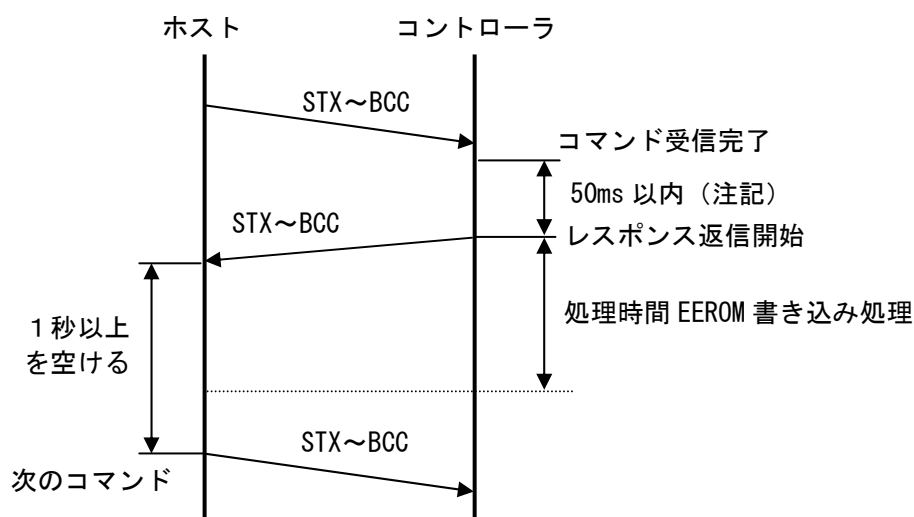 ホスト
コントローラ
STX～BCC
コマンド受信完了
50ms 以内（注記）
STX～BCC
レスポンス返信開始
処理時間 EEROM 書き込み処理
１秒以上
を空ける
STX～BCC
次のコマンド